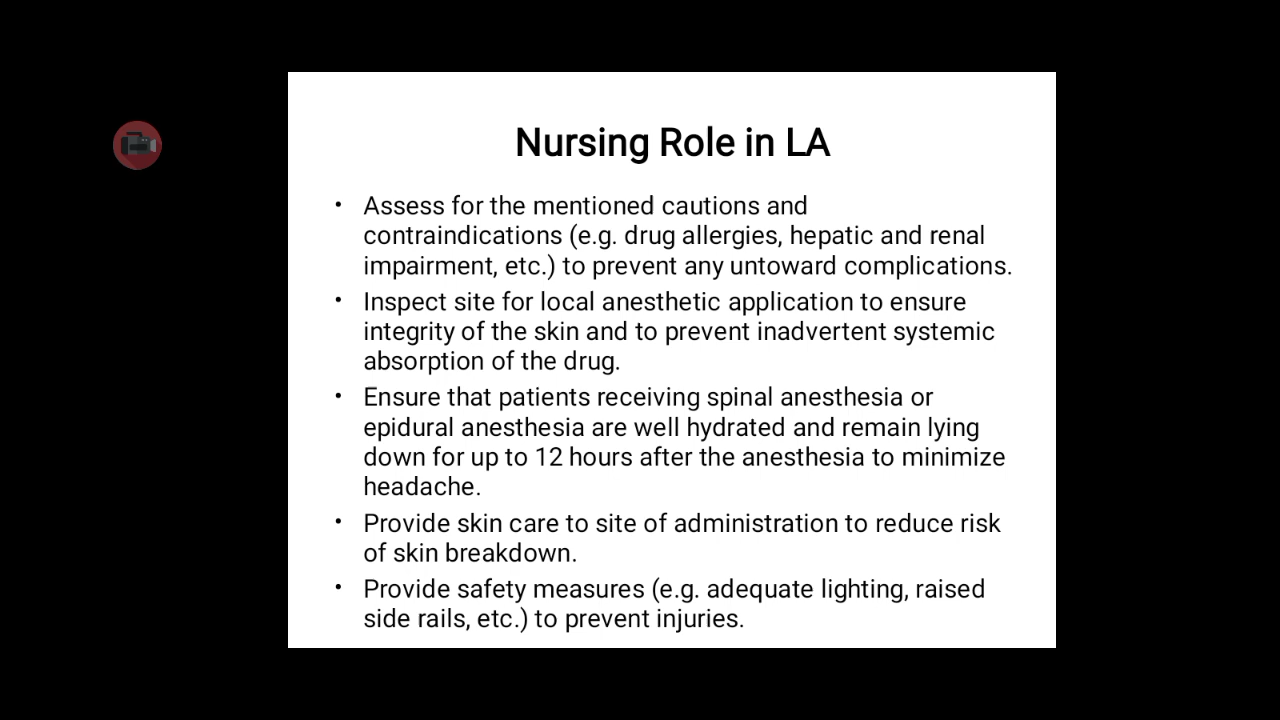 Nursing Role in LA
• Assess for the mentioned cautions and
contraindications (e.g. drug allergies, hepatic and renal
impairment, etc.) to prevent any untoward complications.
• Inspect site for local anesthetic application to ensure
integrity of the skin and to prevent inadvertent systemic
absorption of the drug.
• Ensure that patients receiving spinal anesthesia or
epidural anesthesia are well hydrated and remain lying
down for up to 12 hours after the anesthesia to minimize
headache.
• Provide skin care to site of administration to reduce risk
of skin breakdown.
• Provide safety measures (e.g. adequate lighting, raised
side rails, etc.) to prevent injuries.